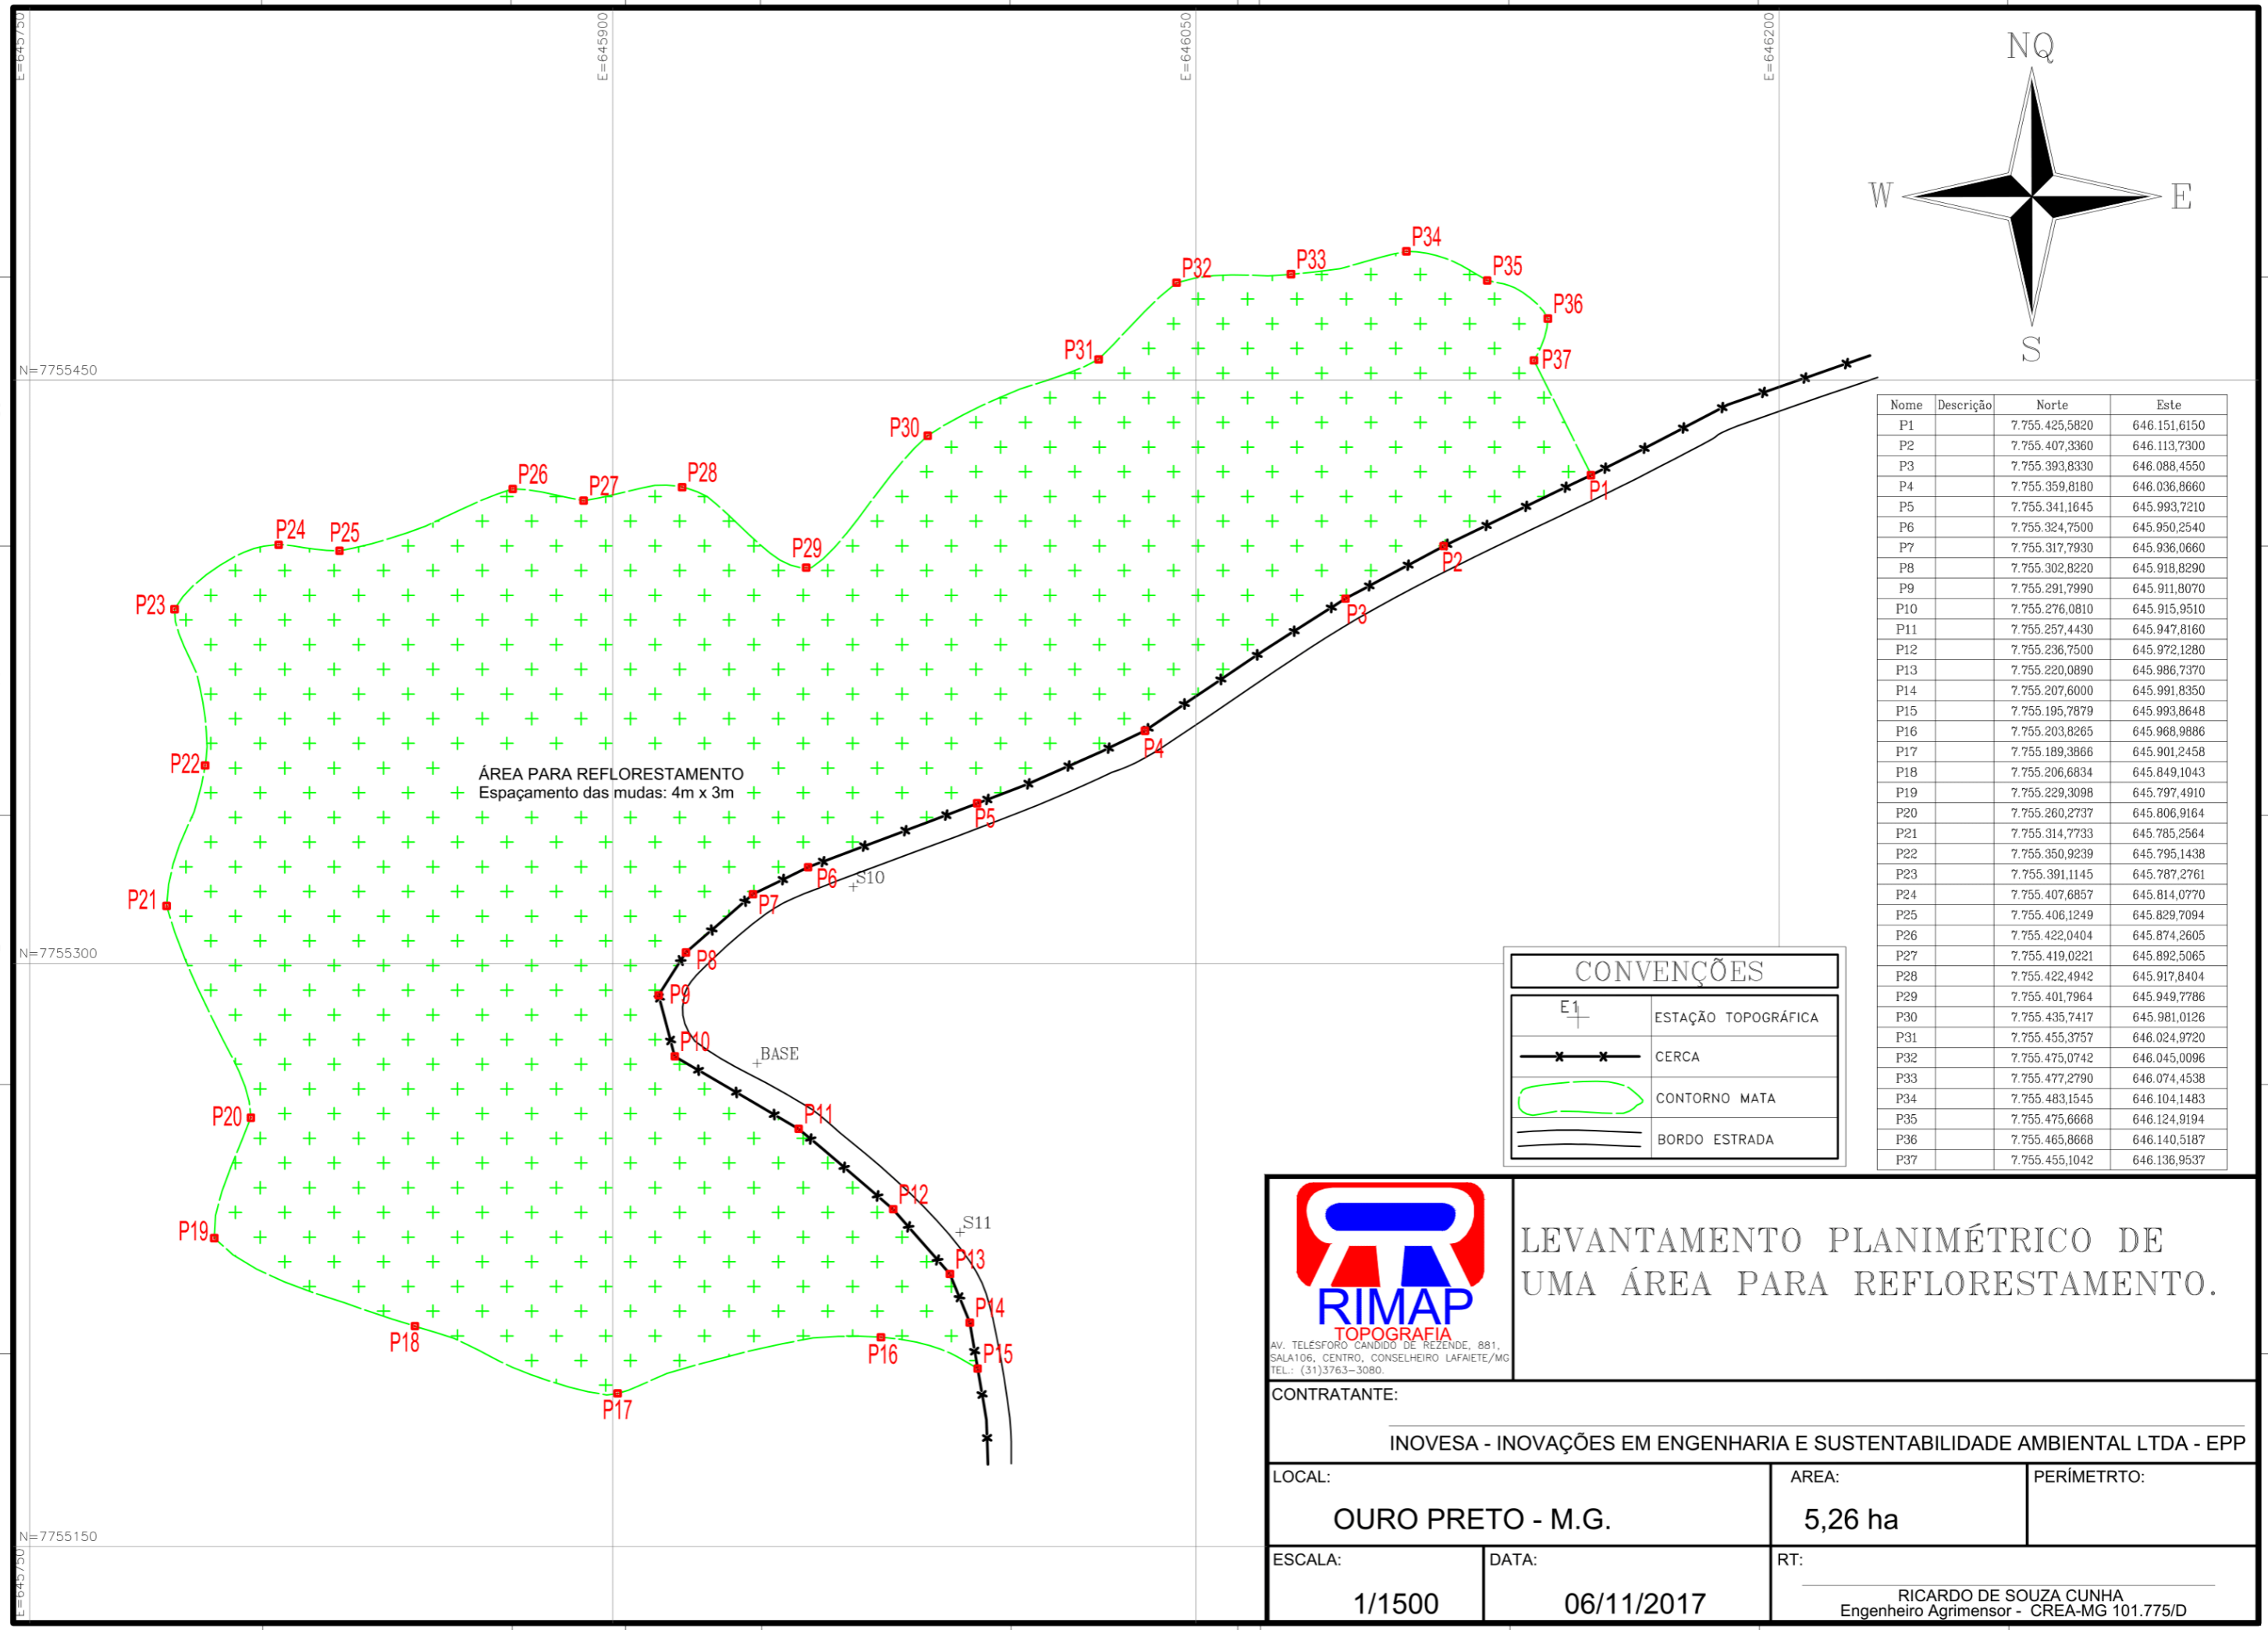 E=645750
E=645900
E=646050
E=646200
NQ
W
E
S
P34
P33
P32
P35
P36
P31
P37
N=7755450
P30
P26
P28
P27
P1
P24
P25
P29
P2
P23
P3
P4
P22
ÁREA PARA REFLORESTAMENTO
Espaçamento das mudas: 4m x 3m
P5
P6
S10
P21
P7
N=7755300
P8
P9
P10
BASE
P20
P11
P12
S11
P19
P13
P14
P18
P16
P15
P17
N=7755150
E=645750
Nome Descrição Norte Este
P1 7.755.425,5820 646.151,6150
P2 7.755.407,3360 646.113,7300
P3 7.755.393,8330 646.088,4550
P4 7.755.359,8180 646.036,8660
P5 7.755.341,1645 645.993,7210
P6 7.755.324,7500 645.950,2540
P7 7.755.317,7930 645.936,0660
P8 7.755.302,8220 645.918,8290
P9 7.755.291,7990 645.911,8070
P10 7.755.276,0810 645.915,9510
P11 7.755.257,4430 645.947,8160
P12 7.755.236,7500 645.972,1280
P13 7.755.220,0890 645.986,7370
P14 7.755.207,6000 645.991,8350
P15 7.755.195,7879 645.993,8648
P16 7.755.203,8265 645.968,9886
P17 7.755.189,3866 645.901,2458
P18 7.755.206,6834 645.849,1043
P19 7.755.229,3098 645.797,4910
P20 7.755.260,2737 645.806,9164
P21 7.755.314,7733 645.785,2564
P22 7.755.350,9239 645.795,1438
P23 7.755.391,1145 645.787,2761
P24 7.755.407,6857 645.814,0770
P25 7.755.406,1249 645.829,7094
P26 7.755.422,0404 645.874,2605
P27 7.755.419,0221 645.892,5065
P28 7.755.422,4942 645.917,8404
P29 7.755.401,7964 645.949,7786
P30 7.755.435,7417 645.981,0126
P31 7.755.455,3757 646.024,9720
P32 7.755.475,0742 646.045,0096
P33 7.755.477,2790 646.074,4538
P34 7.755.483,1545 646.104,1483
P35 7.755.475,6668 646.124,9194
P36 7.755.465,8668 646.140,5187
P37 7.755.455,1042 646.136,9537
CONVENÇÕES
E1 ESTAÇÃO TOPOGRÁFICA
CERCA
CONTORNO MATA
BORDO ESTRADA
RIMAP
TOPOGRAFIA
AV. TELÉSFORO CANDIDO DE REZENDE, 881,
SALA106, CENTRO, CONSELHEIRO LAFAIETE/MG
TEL.: (31)3763-3080.
LEVANTAMENTO PLANIMÉTRICO DE
UMA ÁREA PARA REFLORESTAMENTO.
CONTRATANTE:
INOVESA - INOVAÇÕES EM ENGENHARIA E SUSTENTABILIDADE AMBIENTAL LTDA - EPP
LOCAL:
OURO PRETO - M.G.
AREA:
5,26 ha
PERÍMETRTO:
ESCALA:
1/1500
DATA:
06/11/2017
RT:
RICARDO DE SOUZA CUNHA
Engenheiro Agrimensor - CREA-MG 101.775/D